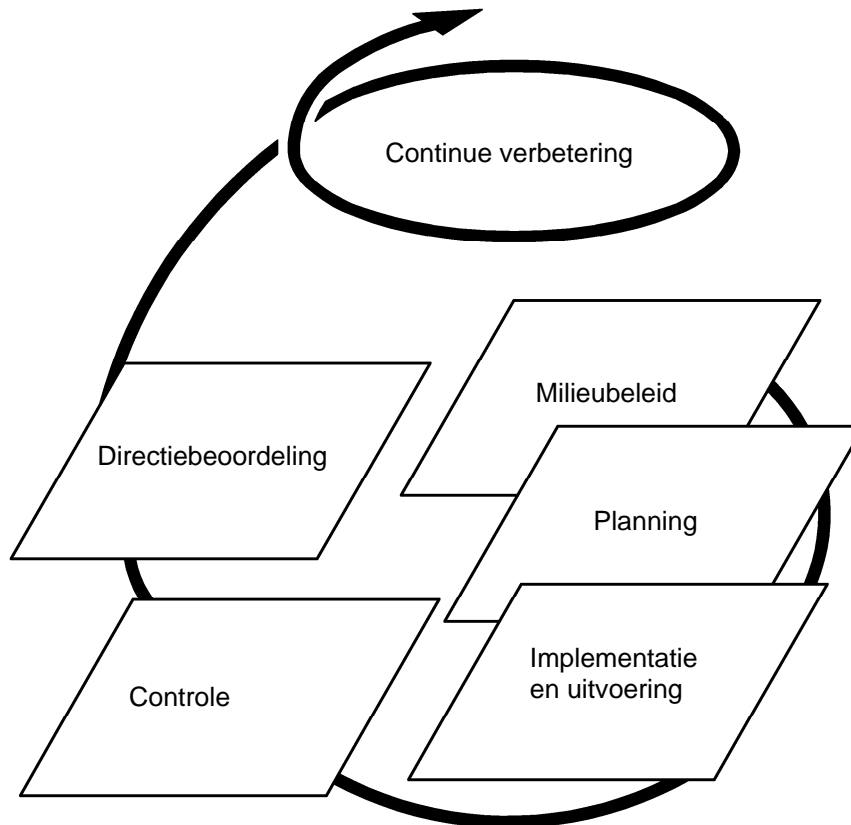 Continue verbetering
Milieubeleid
Directiebeoordeling
Planning
Implementatie
en uitvoering
Controle